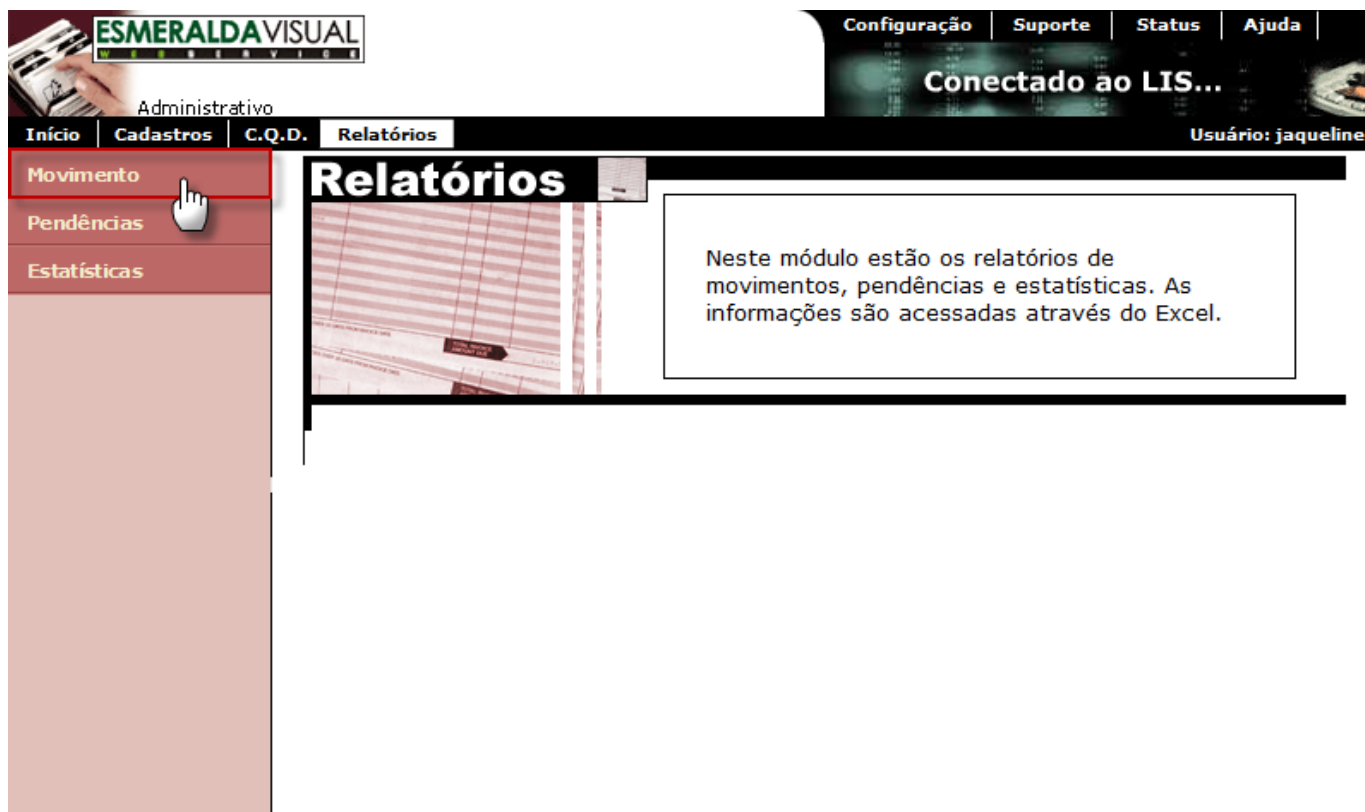 ESMERALDAVISUAL
WEBSERVICE
Administrativo
Configuração Suporte Status Ajuda
Conectado ao LIS...
Início Cadastros C.Q.D. Relatórios
Usuário: jaqueline
Movimento
Pendências
Estatísticas
Relatórios
Neste módulo estão os relatórios de
movimentos, pendências e estatísticas. As
informações são acessadas através do Excel.